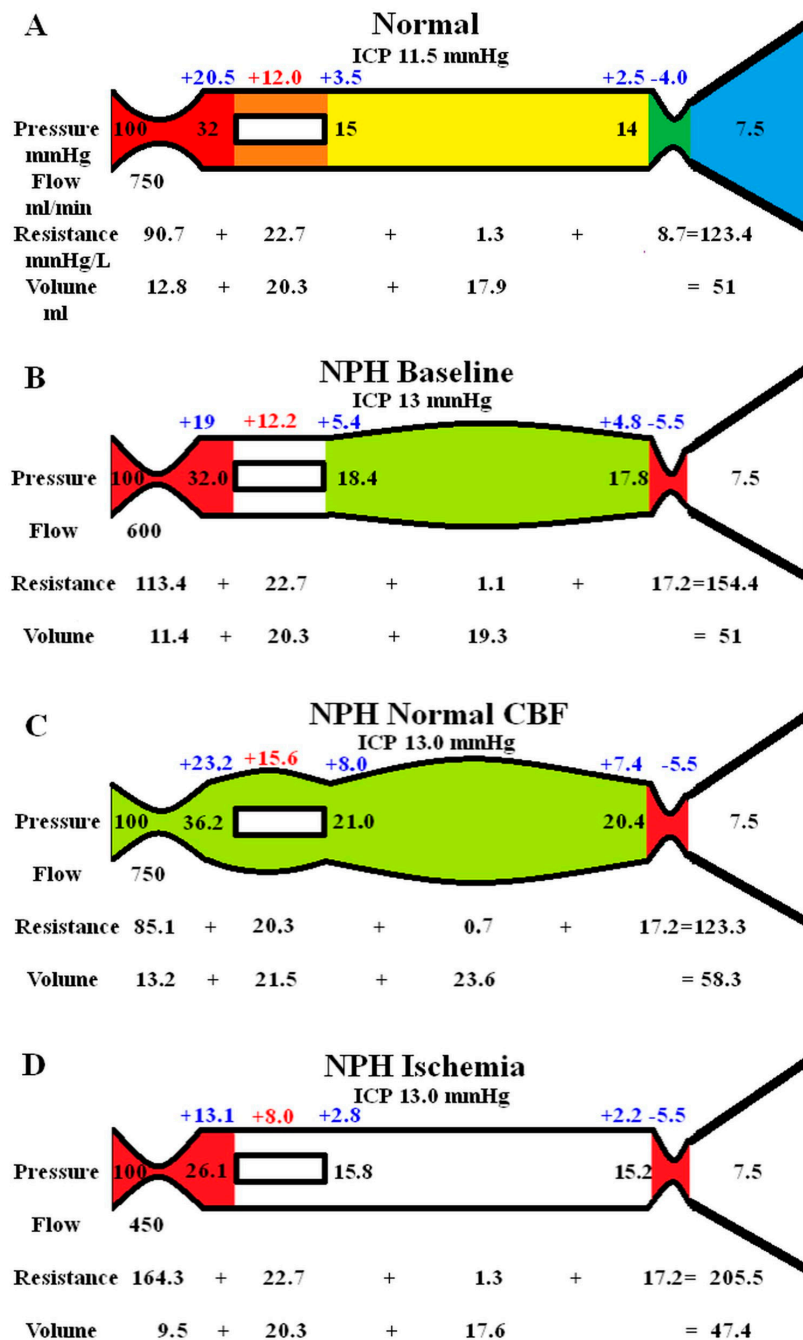 A
Normal
ICP 11.5 mmHg
+20.5 +12.0 +3.5 +2.5 -4.0
Pressure 100 32 15 14 7.5
mmHg
Flow 750
ml/min
Resistance 90.7 + 22.7 + 1.3 + 8.7=123.4
mmHg/L
Volume 12.8 + 20.3 + 17.9 = 51
ml
B
NPH Baseline
ICP 13 mmHg
+19 +12.2 +5.4 +4.8 -5.5
Pressure 100 32.0 18.4 17.8 7.5
Flow 600
Resistance 113.4 + 22.7 + 1.1 + 17.2=154.4
Volume 11.4 + 20.3 + 19.3 = 51
C
NPH Normal CBF
ICP 13.0 mmHg
+23.2 +15.6 +8.0 +7.4 -5.5
Pressure 100 36.2 21.0 20.4 7.5
Flow 750
Resistance 85.1 + 20.3 + 0.7 + 17.2=123.3
Volume 13.2 + 21.5 + 23.6 = 58.3
D
NPH Ischemia
ICP 13.0 mmHg
+13.1 +8.0 +2.8 +2.2 -5.5
Pressure 100 26.1 15.8 15.2 7.5
Flow 450
Resistance 164.3 + 22.7 + 1.3 + 17.2= 205.5
Volume 9.5 + 20.3 + 17.6 = 47.4